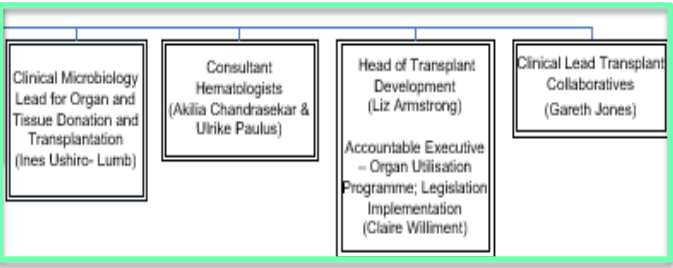 Clinical Microbiology
Lead for Organ and
Tissue Donation and
Transplantation
(Ines Ushiro- Lumb)
Consultant
Hematologists
(Akilia Chandrasekar &
Ulrike Paulus)
Head of Transplant
Development
(Liz Armstrong)
Accountable Executive
– Organ Utilisation
Programme; Legislation
Implementation
(Claire Williment)
Clinical Lead Transplant
Collaboratives
(Gareth Jones)